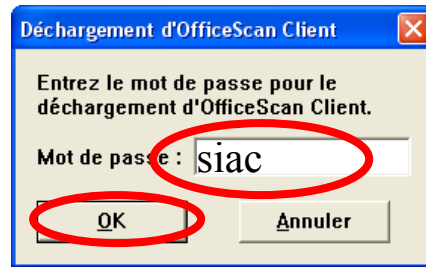 Déchargement d'OfficeScan Client
Entrez le mot de passe pour le
déchargement d'OfficeScan Client.
Mot de passe : siac
OK Annuler